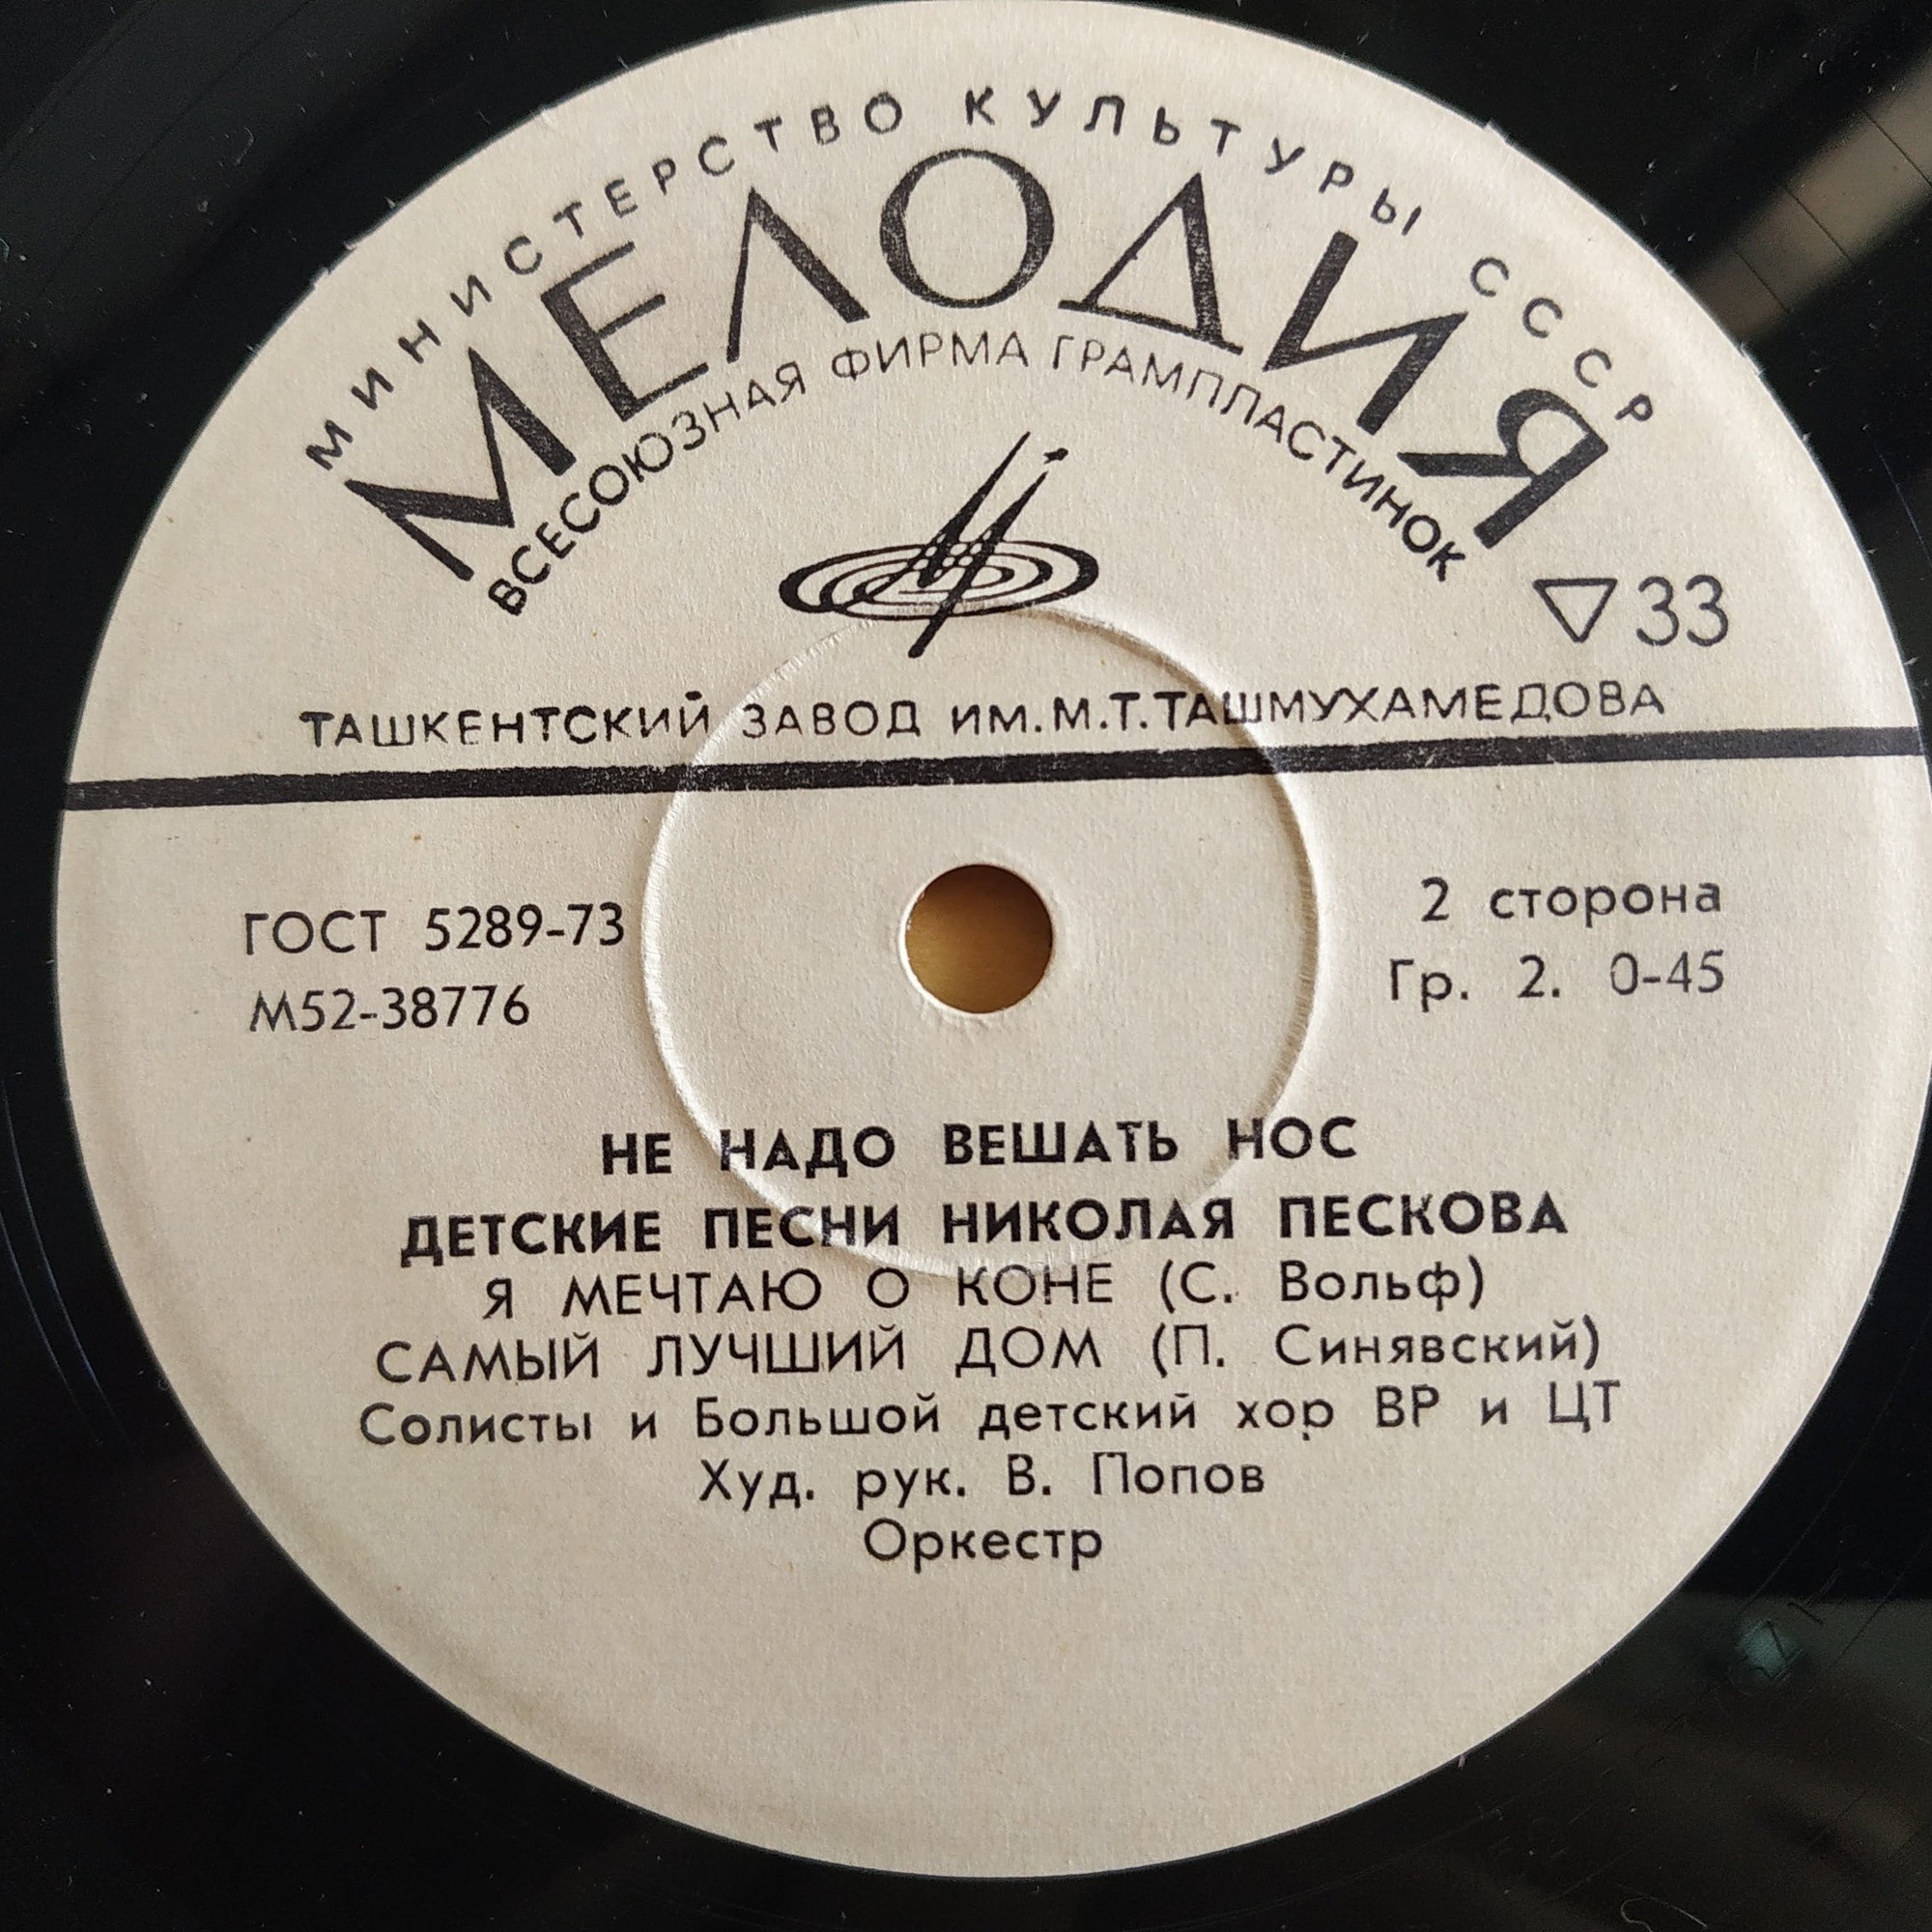 МИНИСТЕРСТВО КУЛЬТУРЫ СССР
МЕЛОДИЯ
ВСЕСОЮЗНАЯ ФИРМА ГРАМПЛАСТИНОК
▽33
ТАШКЕНТСКИЙ ЗАВОД ИМ.М.Т.ТАШМУХАМЕДОВА
ГОСТ 5289-73
М52-38776
2 сторона
Гр. 2. 0-45
НЕ НАДО ВЕШАТЬ НОС
ДЕТСКИЕ ПЕСНИ НИКОЛАЯ ПЕСКОВА
Я МЕЧТАЮ О КОНЕ (С. Вольф)
САМЫЙ ЛУЧШИЙ ДОМ (П. Синявский)
Солисты и Большой детский хор ВР и ЦТ
Худ. рук. В. Попов
Оркестр